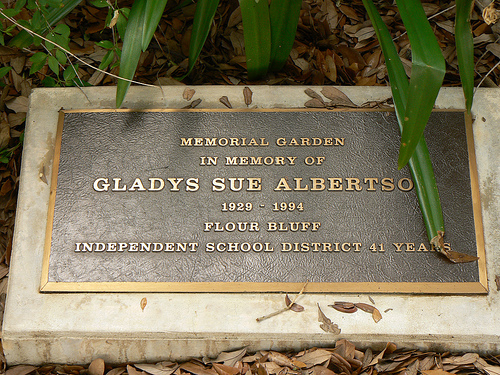 MEMORIAL GARDEN
IN MEMORY OF
GLADYS SUE ALBERTSO
1929 - 1994
FLOUR BLUFF
INDEPENDENT SCHOOL DISTRICT 41 YEARS